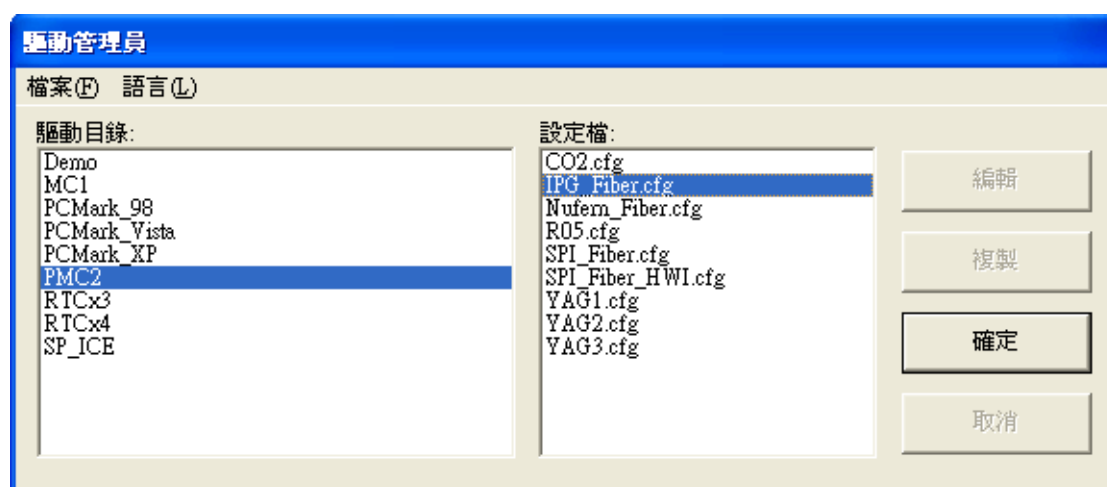 驅動管理員
檔案(F) 語言(L)
驅動目錄:
Demo
MC1
PCMark_98
PCMark_Vista
PCMark_XP
PMC2
RTCx3
RTCx4
SP_ICE
設定檔:
CO2.cfg
IPG_Fiber.cfg
Nufern_Fiber.cfg
R05.cfg
SPI_Fiber.cfg
SPI_Fiber_HWI.cfg
YAG1.cfg
YAG2.cfg
YAG3.cfg
編輯
複製
確定
取消